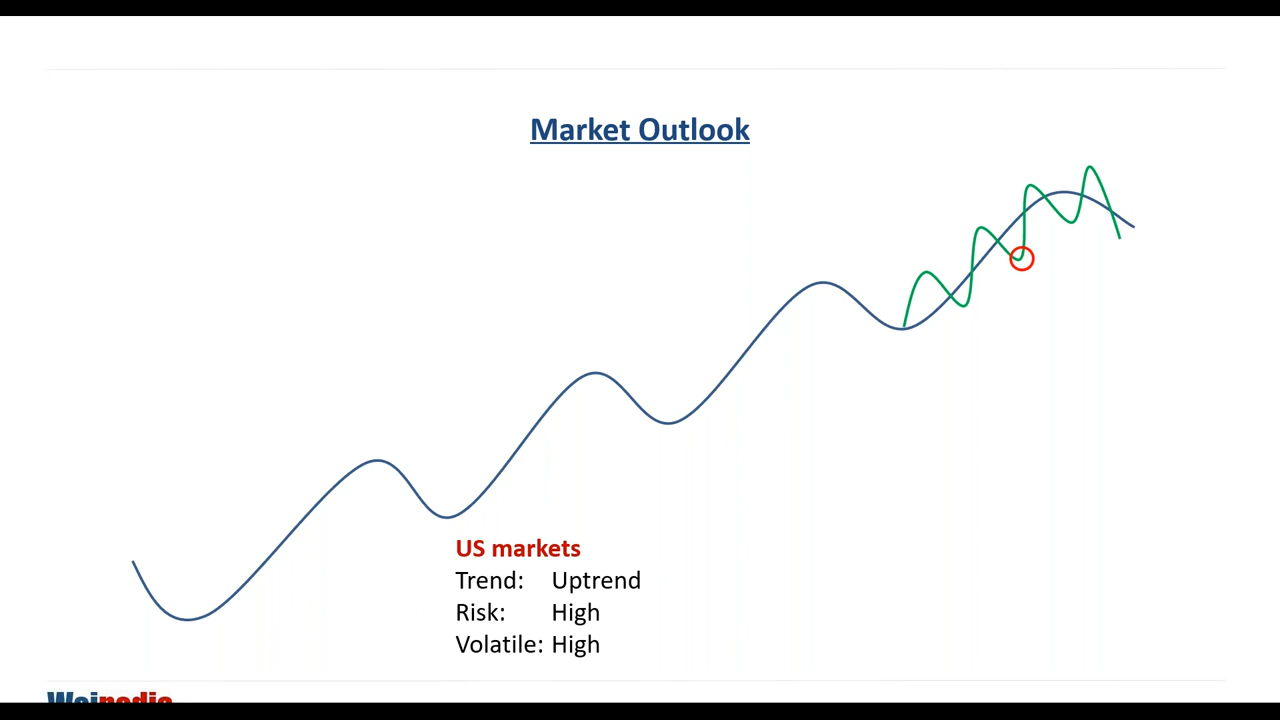 Market Outlook
US markets
Trend: Uptrend
Risk: High
Volatile: High